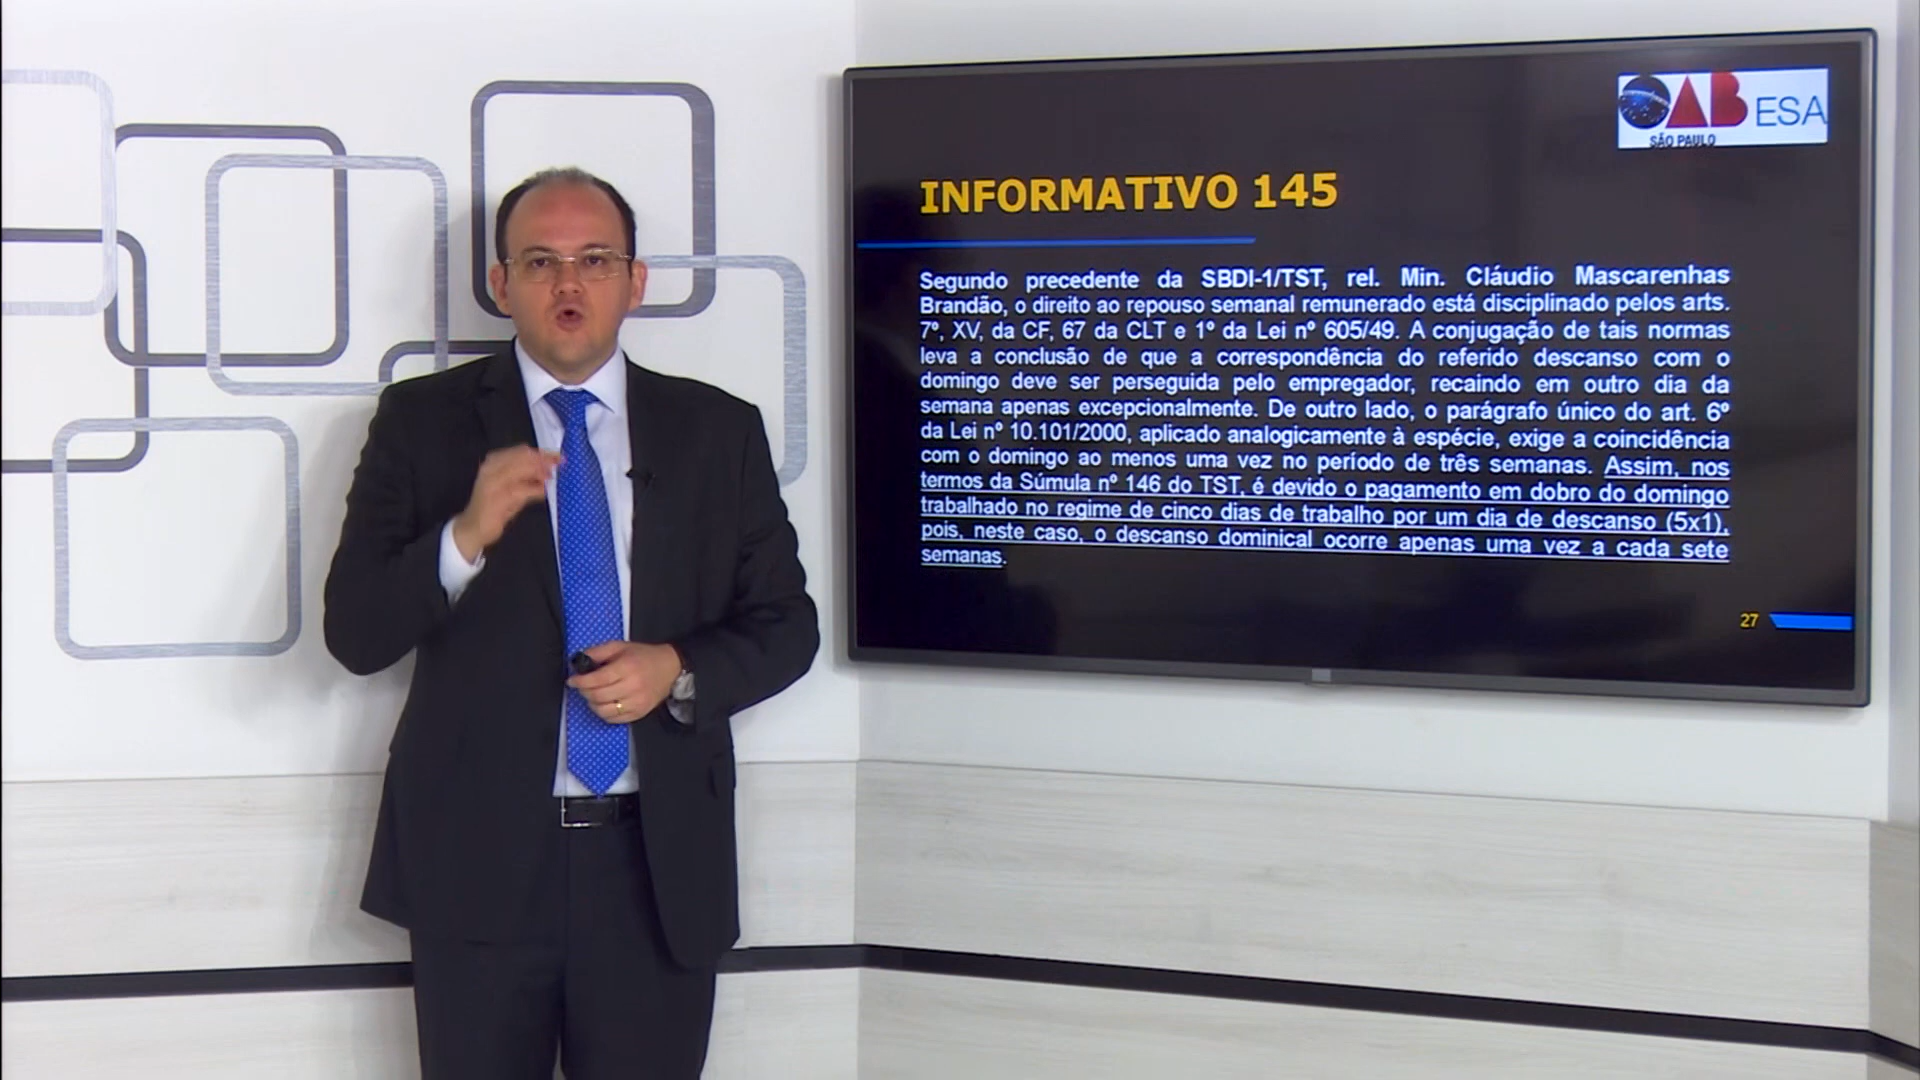 OAB ESA
SÃO PAULO
INFORMATIVO 145
Segundo precedente da SBDI-1/TST, rel. Min. Cláudio Mascarenhas
Brandão, o direito ao repouso semanal remunerado está disciplinado pelos arts.
7º, XV, da CF, 67 da CLT e 1º da Lei nº 605/49. A conjugação de tais normas
leva a conclusão de que a correspondência do referido descanso com o
domingo deve ser perseguida pelo empregador, recaindo em outro dia da
semana apenas excepcionalmente. De outro lado, o parágrafo único do art. 6º
da Lei nº 10.101/2000, aplicado analogicamente à espécie, exige a coincidência
com o domingo ao menos uma vez no período de três semanas. Assim, nos
termos da Súmula nº 146 do TST, é devido o pagamento em dobro do domingo
trabalhado no regime de cinco dias de trabalho por um dia de descanso (5x1),
pois, neste caso, o descanso dominical ocorre apenas uma vez a cada sete
semanas.
27